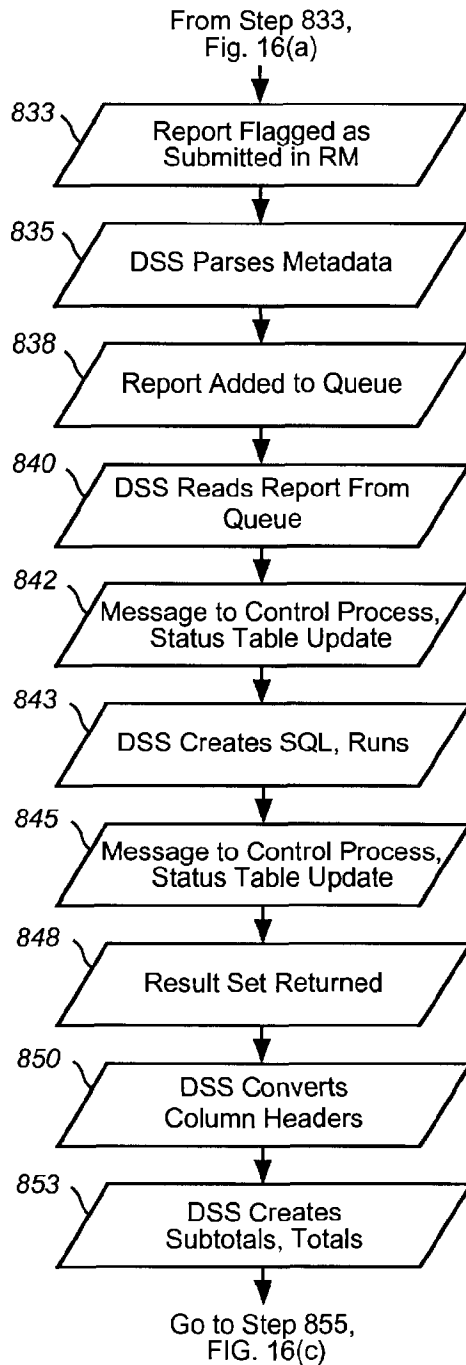 From Step 833,
Fig. 16(a)
833
Report Flagged as
Submitted in RM
835
DSS Parses Metadata
838
Report Added to Queue
840
DSS Reads Report From
Queue
842
Message to Control Process,
Status Table Update
843
DSS Creates SQL, Runs
845
Message to Control Process,
Status Table Update
848
Result Set Returned
850
DSS Converts
Column Headers
853
DSS Creates
Subtotals, Totals
Go to Step 855,
FIG. 16(c)